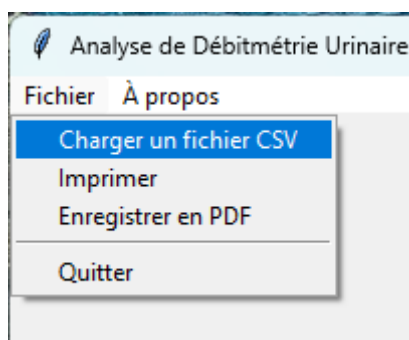 Analyse de Débitmétrie Urinaire
Fichier À propos
Charger un fichier CSV
Imprimer
Enregistrer en PDF
Quitter